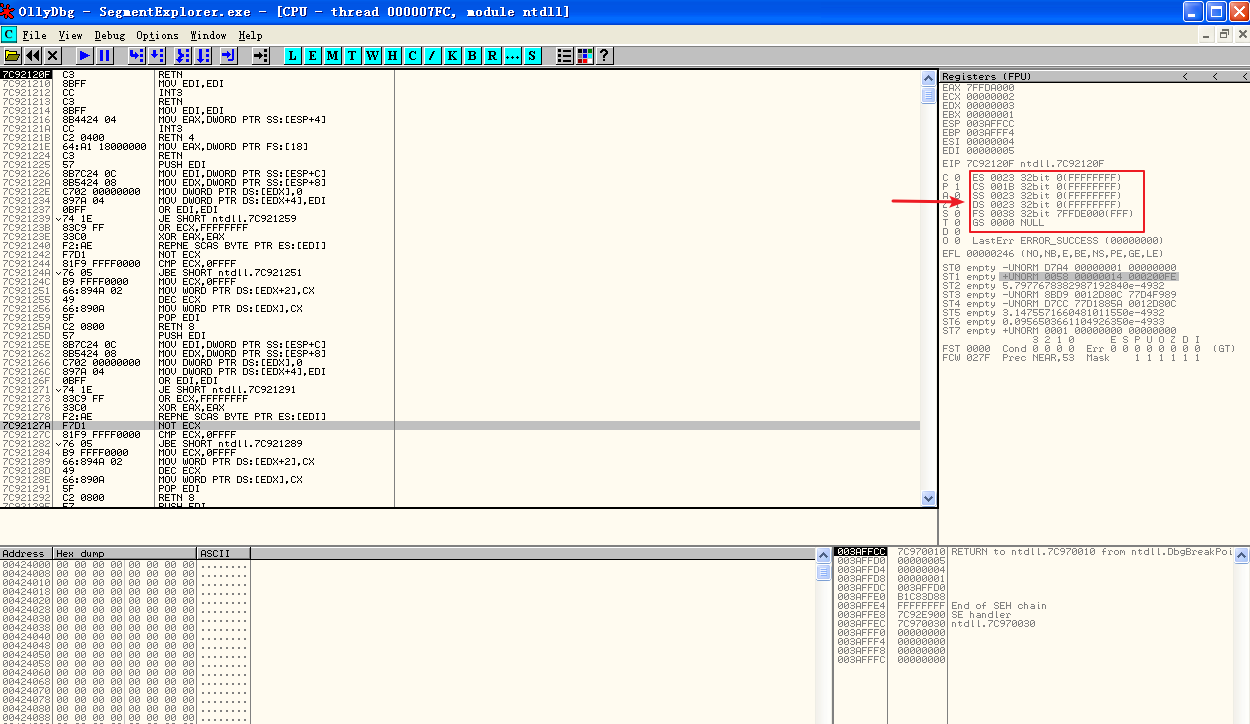 OllyDbg - SegmentExplorer.exe - [CPU - thread 000007FC, module ntdll]
C File View Debug Options Window Help
L E M T W H C / K B R ... S ?
7C92120F C3 RETN
7C921210 8BFF MOV EDI,EDI
7C921212 CC INT3
7C921213 C3 RETN
7C921214 8BFF MOV EDI,EDI
7C921216 8B4424 04 MOV EAX,DWORD PTR SS:[ESP+4]
7C92121A CC INT3
7C92121B C2 0400 RETN 4
7C92121E 64:A1 18000000 MOV EAX,DWORD PTR FS:[18]
7C921224 C3 RETN
7C921225 57 PUSH EDI
7C921226 8B7C24 0C MOV EDI,DWORD PTR SS:[ESP+C]
7C92122A 8B5424 08 MOV EDX,DWORD PTR SS:[ESP+8]
7C92122E C702 00000000 MOV DWORD PTR DS:[EDX],0
7C921234 897A 04 MOV DWORD PTR DS:[EDX+4],EDI
7C921237 0BFF OR EDI,EDI
7C921239 74 1E JE SHORT ntdll.7C921259
7C92123B 83C9 FF OR ECX,FFFFFFFF
7C92123E 33C0 XOR EAX,EAX
7C921240 F2:AE REPNE SCAS BYTE PTR ES:[EDI]
7C921242 F7D1 NOT ECX
7C921244 81F9 FFFF0000 CMP ECX,0FFFF
7C92124A 76 05 JBE SHORT ntdll.7C921251
7C92124C B9 FFFF0000 MOV ECX,0FFFF
7C921251 66:894A 02 MOV WORD PTR DS:[EDX+2],CX
7C921255 49 DEC ECX
7C921256 66:890A MOV WORD PTR DS:[EDX],CX
7C921259 5F POP EDI
7C92125A C2 0800 RETN 8
7C92125D 57 PUSH EDI
7C92125E 8B7C24 0C MOV EDI,DWORD PTR SS:[ESP+C]
7C921262 8B5424 08 MOV EDX,DWORD PTR SS:[ESP+8]
7C921266 C702 00000000 MOV DWORD PTR DS:[EDX],0
7C92126C 897A 04 MOV DWORD PTR DS:[EDX+4],EDI
7C92126F 0BFF OR EDI,EDI
7C921271 74 1E JE SHORT ntdll.7C921291
7C921273 83C9 FF OR ECX,FFFFFFFF
7C921276 33C0 XOR EAX,EAX
7C921278 F2:AE REPNE SCAS BYTE PTR ES:[EDI]
7C92127A F7D1 NOT ECX
7C92127C 81F9 FFFF0000 CMP ECX,0FFFF
7C921282 76 05 JBE SHORT ntdll.7C921289
7C921284 B9 FFFF0000 MOV ECX,0FFFF
7C921289 66:894A 02 MOV WORD PTR DS:[EDX+2],CX
7C92128D 49 DEC ECX
7C92128E 66:890A MOV WORD PTR DS:[EDX],CX
7C921291 5F POP EDI
7C921292 C2 0800 RETN 8
7C921295 57 PUSH EDI
Registers (FPU) < < <
EAX 7FFDA000
ECX 00000002
EDX 00000003
EBX 00000001
ESP 003AFFCC
EBP 003AFFF4
ESI 00000004
EDI 00000005
EIP 7C92120F ntdll.7C92120F
C 0 ES 0023 32bit 0(FFFFFFFF)
P 1 CS 001B 32bit 0(FFFFFFFF)
A 0 SS 0023 32bit 0(FFFFFFFF)
Z 1 DS 0023 32bit 0(FFFFFFFF)
S 0 FS 0038 32bit 7FFDE000(FFF)
T 0 GS 0000 NULL
D 0
O 0 LastErr ERROR_SUCCESS (00000000)
EFL 00000246 (NO,NB,E,BE,NS,PE,GE,LE)
ST0 empty -UNORM D7A4 00000001 00000000
ST1 empty +UNORM 0058 00000014 000200FE
ST2 empty 5.7977678382987192840e-4932
ST3 empty -UNORM 8BD9 0012D80C 77D4F989
ST4 empty -UNORM D7CC 77D1885A 0012D80C
ST5 empty 3.1475571660481011550e-4932
ST6 empty 0.0956503661104926350e-4933
ST7 empty +UNORM 0001 00000000 00000000
3 2 1 0 E S P U O Z D I
FST 0000 Cond 0 0 0 0 Err 0 0 0 0 0 0 0 0 (GT)
FCW 027F Prec NEAR,53 Mask 1 1 1 1 1 1
Address Hex dump ASCII
00424000 00 00 00 00 00 00 00 00 ........
00424008 00 00 00 00 00 00 00 00 ........
00424010 00 00 00 00 00 00 00 00 ........
00424018 00 00 00 00 00 00 00 00 ........
00424020 00 00 00 00 00 00 00 00 ........
00424028 00 00 00 00 00 00 00 00 ........
00424030 00 00 00 00 00 00 00 00 ........
00424038 00 00 00 00 00 00 00 00 ........
00424040 00 00 00 00 00 00 00 00 ........
00424048 00 00 00 00 00 00 00 00 ........
00424050 00 00 00 00 00 00 00 00 ........
00424058 00 00 00 00 00 00 00 00 ........
00424060 00 00 00 00 00 00 00 00 ........
00424068 00 00 00 00 00 00 00 00 ........
00424070 00 00 00 00 00 00 00 00 ........
00424078 00 00 00 00 00 00 00 00 ........
00424080 00 00 00 00 00 00 00 00 ........
00424088 00 00 00 00 00 00 00 00 ........
003AFFCC 7C970010 RETURN to ntdll.7C970010 from ntdll.DbgBreakPoi
003AFFD0 00000005
003AFFD4 00000004
003AFFD8 00000001
003AFFDC 003AFFD0
003AFFE0 B1C83D88
003AFFE4 FFFFFFFF End of SEH chain
003AFFE8 7C92E900 SE handler
003AFFEC 7C970030 ntdll.7C970030
003AFFF0 00000000
003AFFF4 00000000
003AFFF8 00000000
003AFFFC 00000000